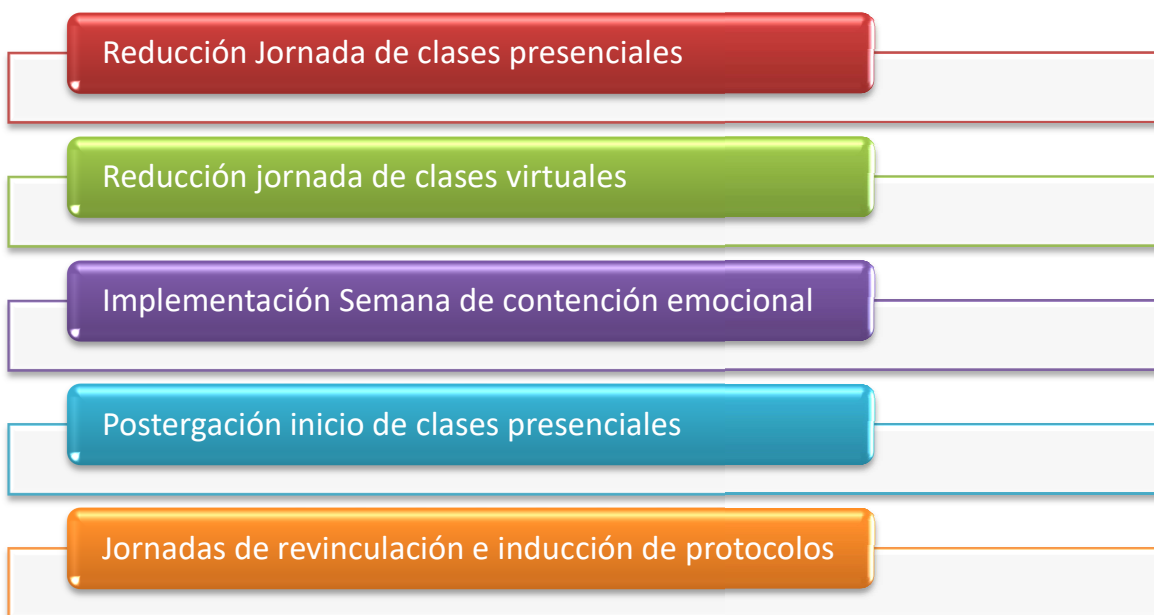 Reducción Jornada de clases presenciales
Reducción jornada de clases virtuales
Implementación Semana de contención emocional
Postergación inicio de clases presenciales
Jornadas de revinculación e inducción de protocolos